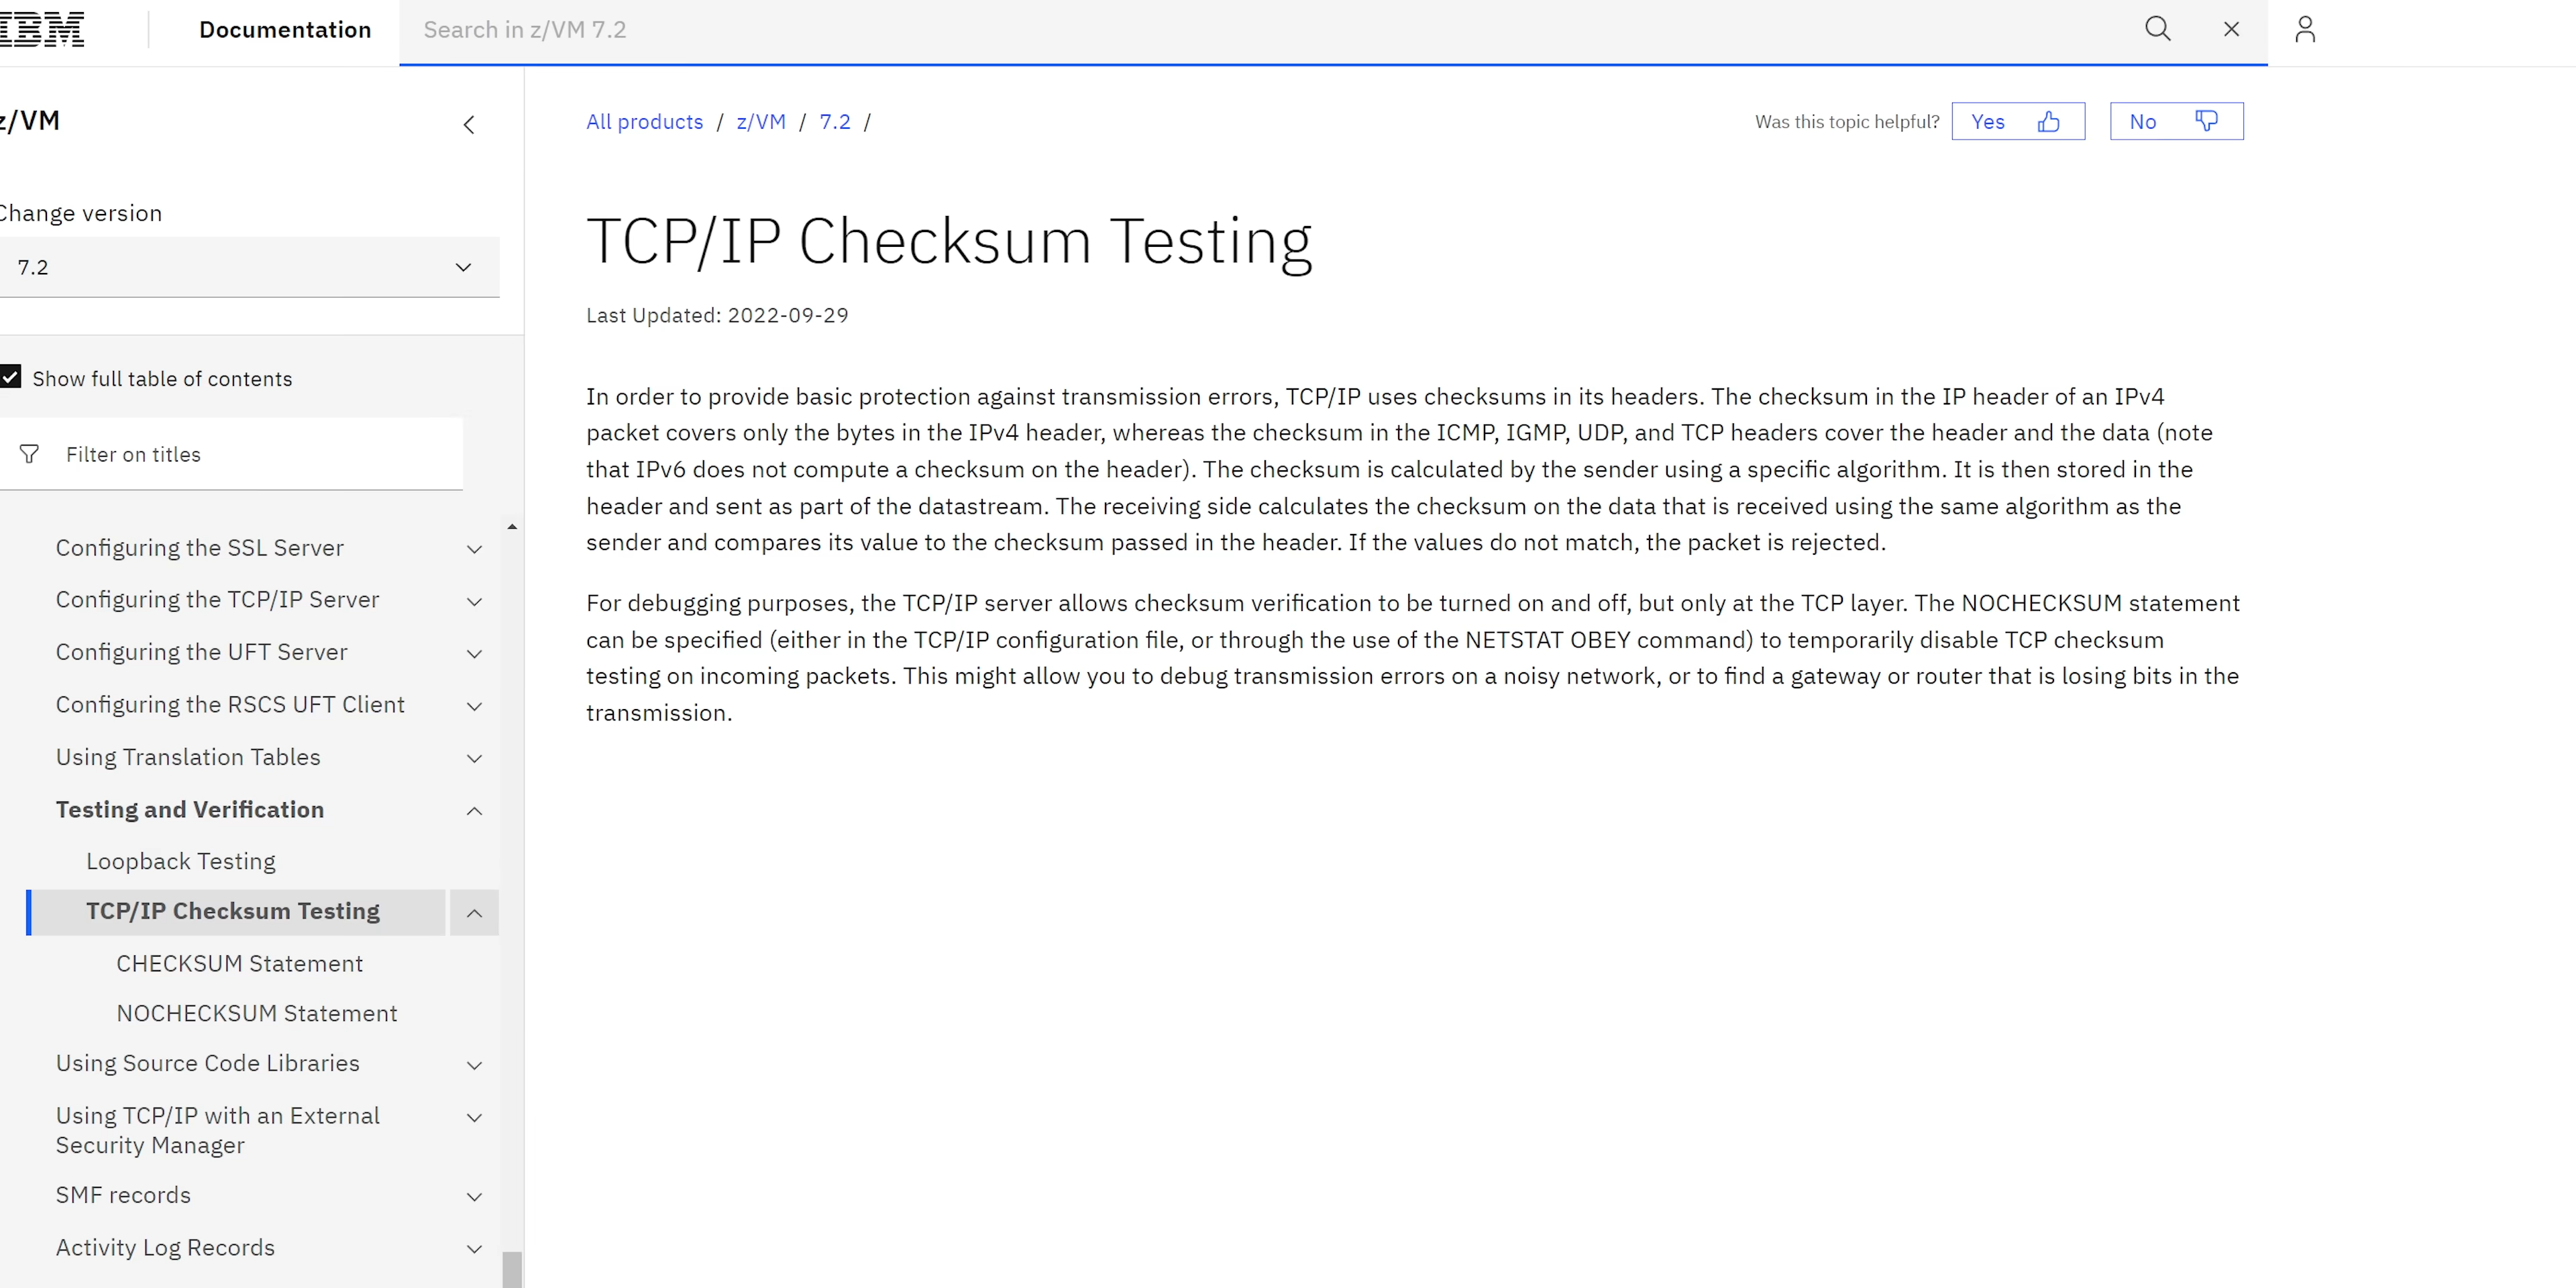 IBM
Documentation
Search in z/VM 7.2
z/VM
Change version
7.2
Show full table of contents
Filter on titles
Configuring the SSL Server
Configuring the TCP/IP Server
Configuring the UFT Server
Configuring the RSCS UFT Client
Using Translation Tables
Testing and Verification
Loopback Testing
TCP/IP Checksum Testing
CHECKSUM Statement
NOCHECKSUM Statement
Using Source Code Libraries
Using TCP/IP with an External
Security Manager
SMF records
Activity Log Records
All products / z/VM / 7.2 /
Was this topic helpful? Yes No
TCP/IP Checksum Testing
Last Updated: 2022-09-29
In order to provide basic protection against transmission errors, TCP/IP uses checksums in its headers. The checksum in the IP header of an IPv4
packet covers only the bytes in the IPv4 header, whereas the checksum in the ICMP, IGMP, UDP, and TCP headers cover the header and the data (note
that IPv6 does not compute a checksum on the header). The checksum is calculated by the sender using a specific algorithm. It is then stored in the
header and sent as part of the datastream. The receiving side calculates the checksum on the data that is received using the same algorithm as the
sender and compares its value to the checksum passed in the header. If the values do not match, the packet is rejected.
For debugging purposes, the TCP/IP server allows checksum verification to be turned on and off, but only at the TCP layer. The NOCHECKSUM statement
can be specified (either in the TCP/IP configuration file, or through the use of the NETSTAT OBEY command) to temporarily disable TCP checksum
testing on incoming packets. This might allow you to debug transmission errors on a noisy network, or to find a gateway or router that is losing bits in the
transmission.